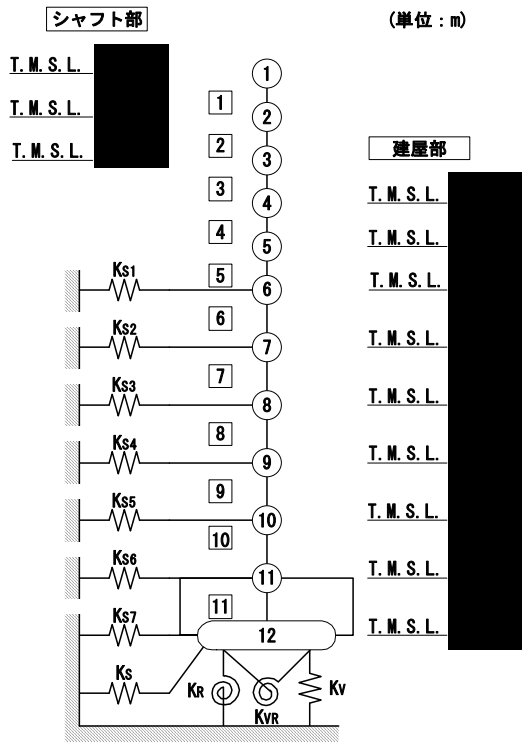 シャフト部
(単位:m)
T.M.S.L.
T.M.S.L.
T.M.S.L.
1
1
2
2
3
3
4
4
5
5
6
6
7
7
8
8
9
9
10
10
11
11
12
建屋部
T.M.S.L.
T.M.S.L.
T.M.S.L.
T.M.S.L.
T.M.S.L.
T.M.S.L.
T.M.S.L.
T.M.S.L.
T.M.S.L.
KS1
KS2
KS3
KS4
KS5
KS6
KS7
KS
KR
KVR
KV